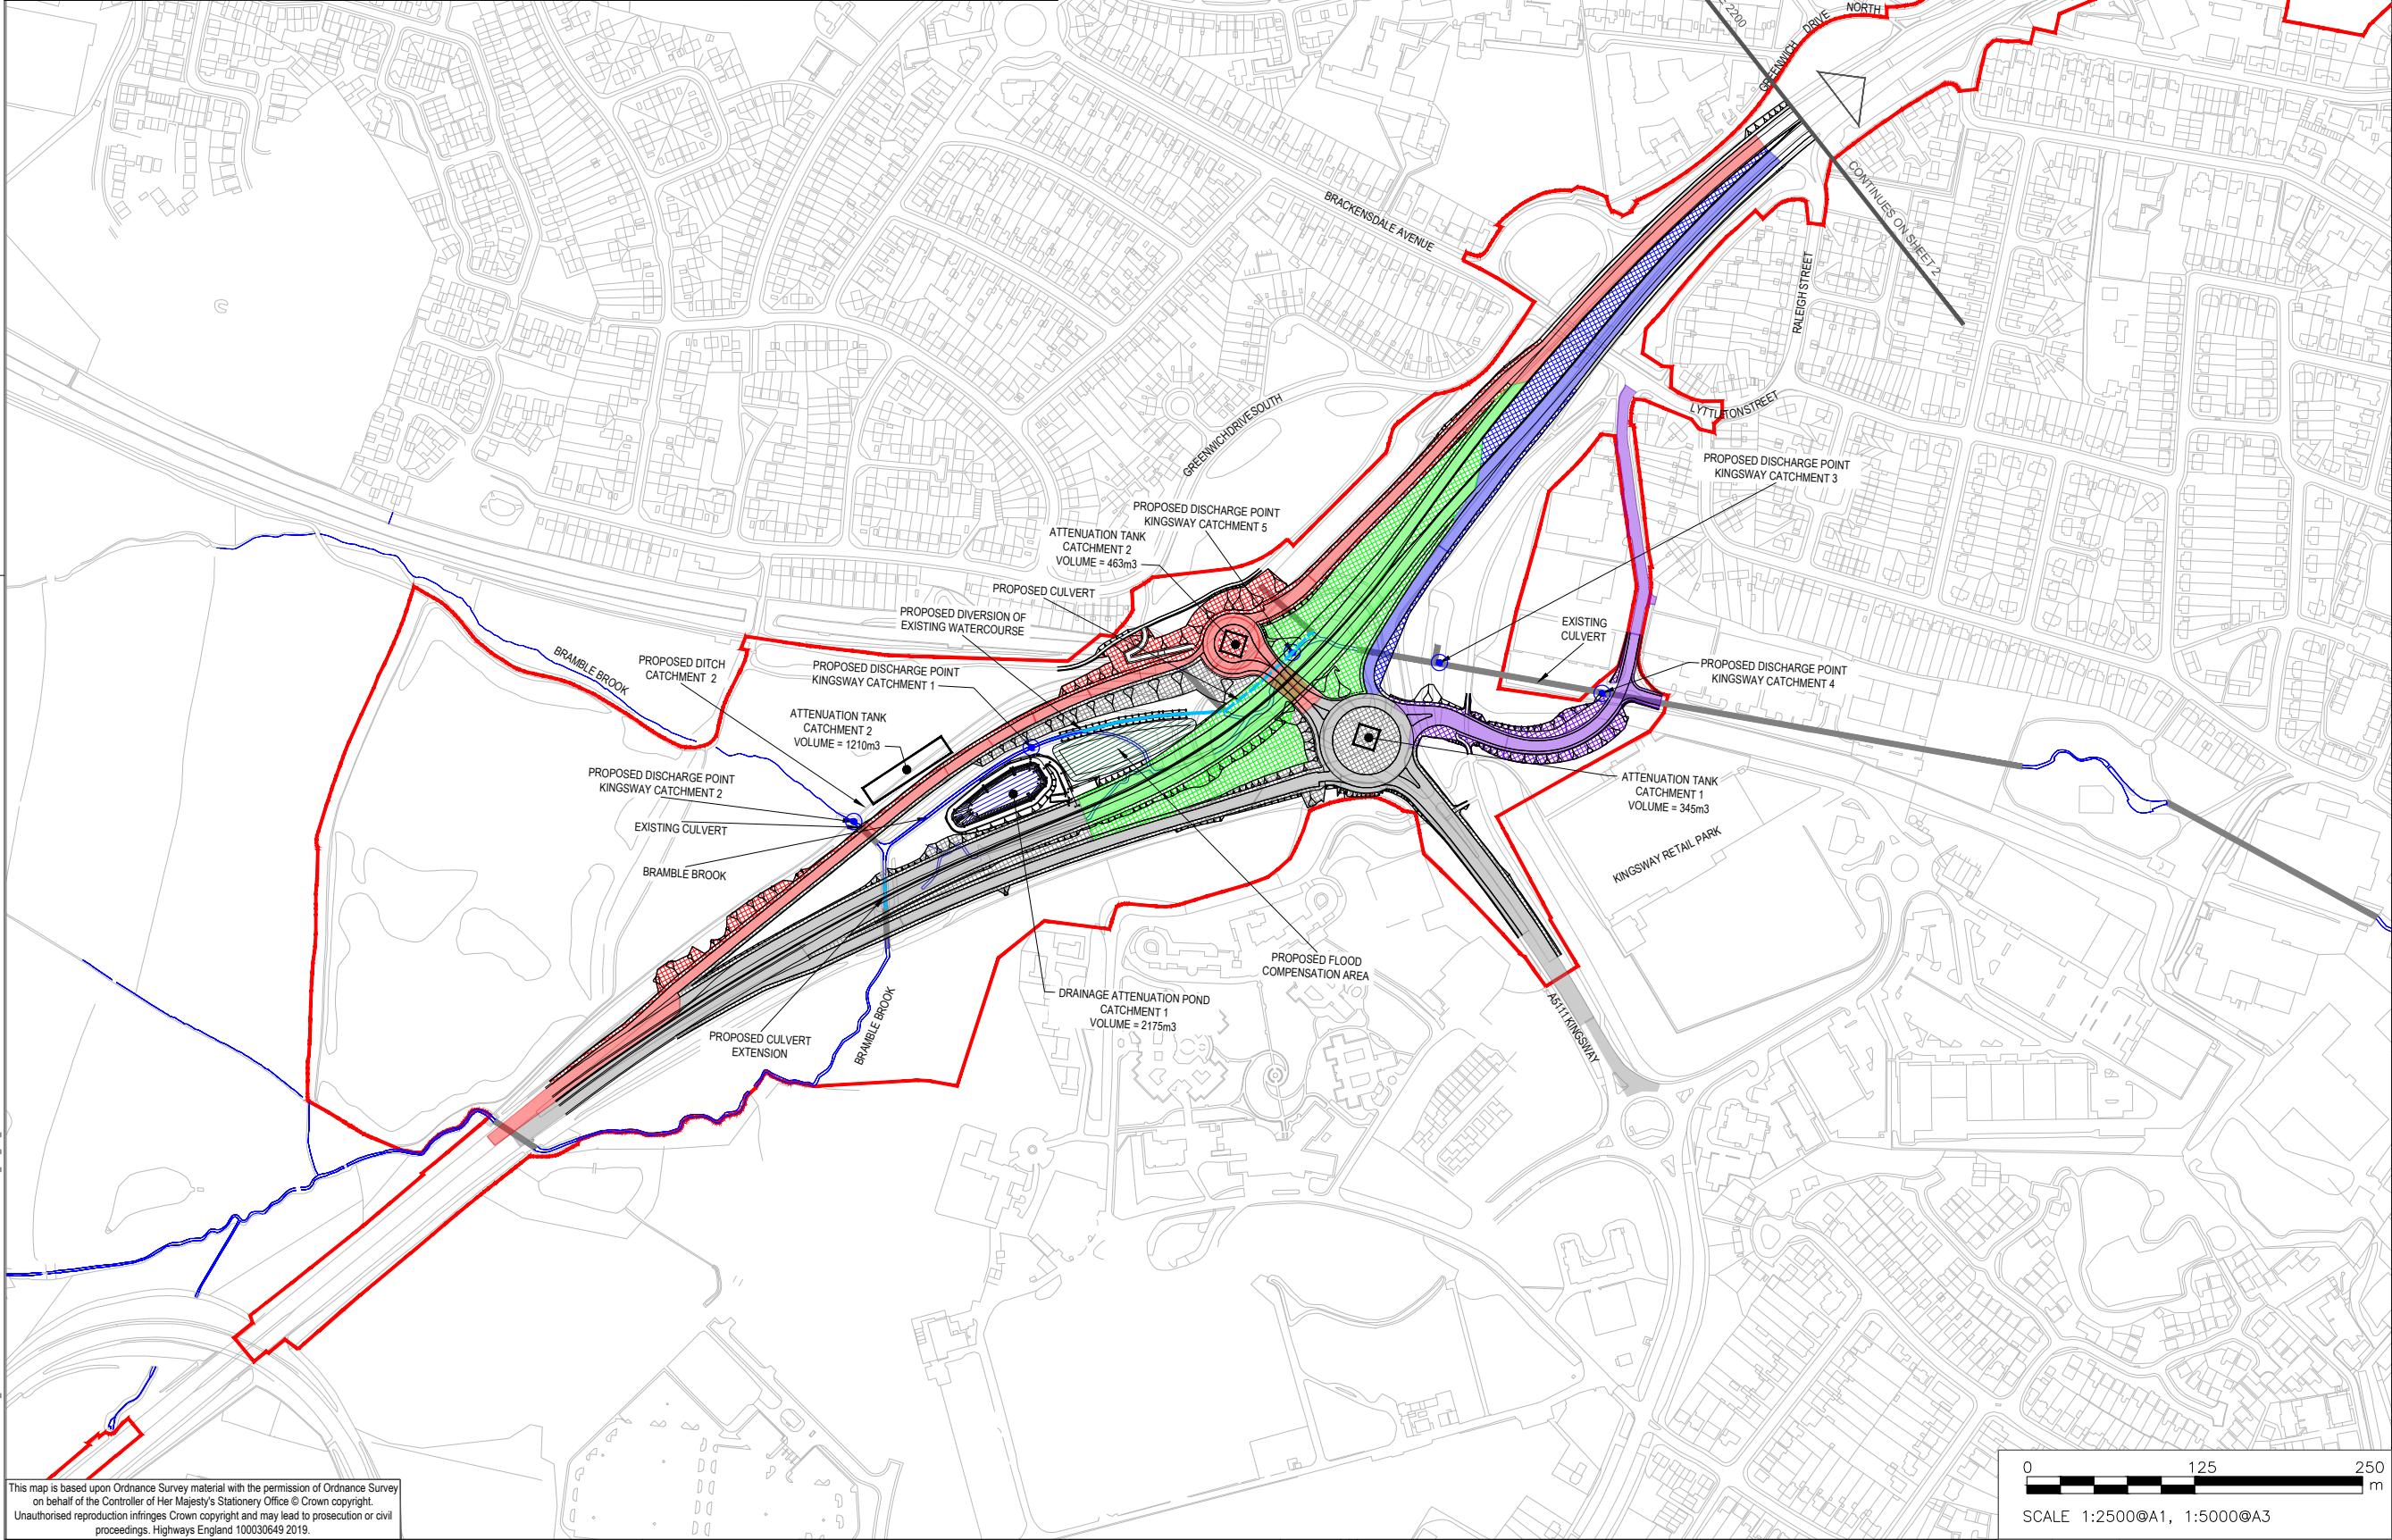 GREENWICH DRIVE NORTH
2200
CONTINUES ON SHEET 2
BRACKENSDALE AVENUE
RALEIGH STREET
LYTTLETON STREET
GREENWICH DRIVE SOUTH
PROPOSED DISCHARGE POINT
KINGSWAY CATCHMENT 3
PROPOSED DISCHARGE POINT
KINGSWAY CATCHMENT 5
ATTENUATION TANK
CATCHMENT 2
VOLUME = 463m3
PROPOSED CULVERT
PROPOSED DIVERSION OF
EXISTING WATERCOURSE
EXISTING
CULVERT
BRAMBLE BROOK
PROPOSED DITCH
CATCHMENT 2
PROPOSED DISCHARGE POINT
KINGSWAY CATCHMENT 1
PROPOSED DISCHARGE POINT
KINGSWAY CATCHMENT 4
ATTENUATION TANK
CATCHMENT 2
VOLUME = 1210m3
PROPOSED DISCHARGE POINT
KINGSWAY CATCHMENT 2
ATTENUATION TANK
CATCHMENT 1
VOLUME = 345m3
EXISTING CULVERT
BRAMBLE BROOK
KINGSWAY RETAIL PARK
PROPOSED FLOOD
COMPENSATION AREA
DRAINAGE ATTENUATION POND
CATCHMENT 1
VOLUME = 2175m3
PROPOSED CULVERT
EXTENSION
BRAMBLE BROOK
A5111 KINGSWAY
This map is based upon Ordnance Survey material with the permission of Ordnance Survey
on behalf of the Controller of Her Majesty's Stationery Office © Crown copyright.
Unauthorised reproduction infringes Crown copyright and may lead to prosecution or civil
proceedings. Highways England 100030649 2019.
0 125 250
m
SCALE 1:2500@A1, 1:5000@A3